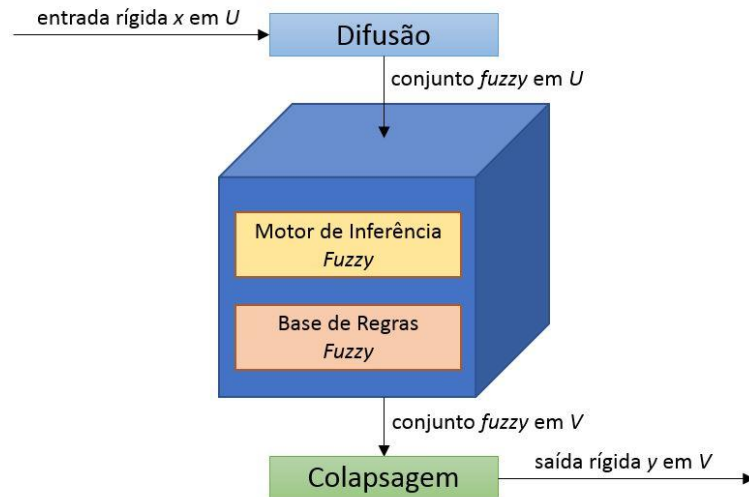 entrada rígida x em U
Difusão
conjunto fuzzy em U
Motor de Inferência
Fuzzy
Base de Regras
Fuzzy
conjunto fuzzy em V
Colapsagem
saída rígida y em V